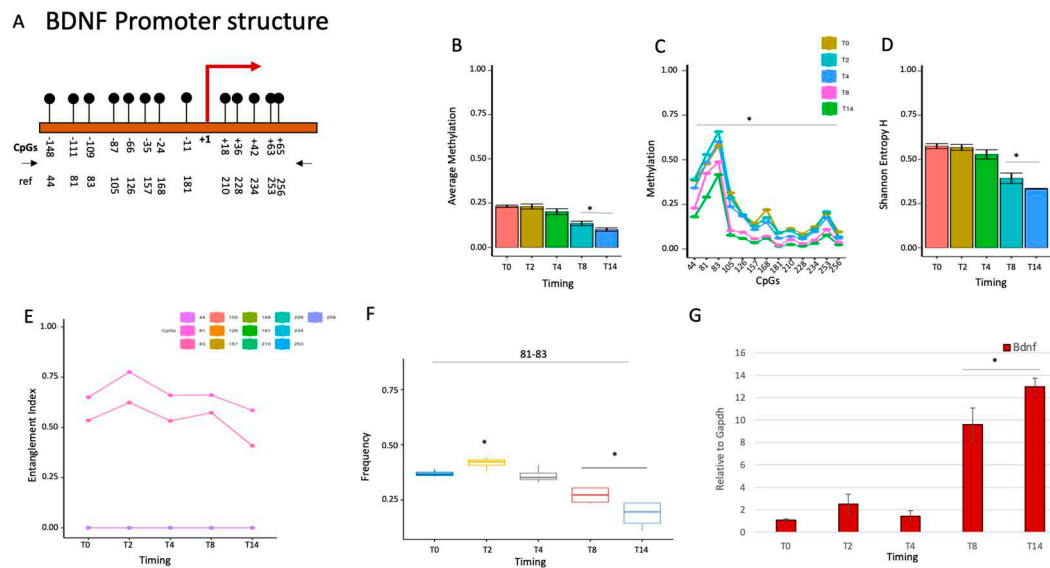 A BDNF Promoter structure
CpGs -148 -111 -109 -87 -66 -35 -24 -11 +1 +18 +36 +42 +63 +65
ref 44 81 83 105 126 157 168 181 210 228 234 253 256
B
Average Methylation
1.00
0.75
0.50
0.25
0.00
*
T0 T2 T4 T8 T14
Timing
C
T0
T2
T4
T8
T14
Methylation
1.00
0.75
0.50
0.25
0.00
*
44 81 83 105 126 157 168 181 210 228 234 253 256
CpGs
D
Shannon Entropy H
1.00
0.75
0.50
0.25
0.00
*
T0 T2 T4 T8 T14
Timing
E
CpGs
44 105 168 228 256
81 126 181 234
83 157 210 253
Entanglement Index
1.00
0.75
0.50
0.25
0.00
T0 T2 T4 T8 T14
Timing
F
81-83
Frequency
0.50
0.25
* *
T0 T2 T4 T8 T14
Timing
G
Bdnf
Relative to Gapdh
16
14
12
10
8
6
4
2
0
*
T0 T2 T4 T8 T14
Timing